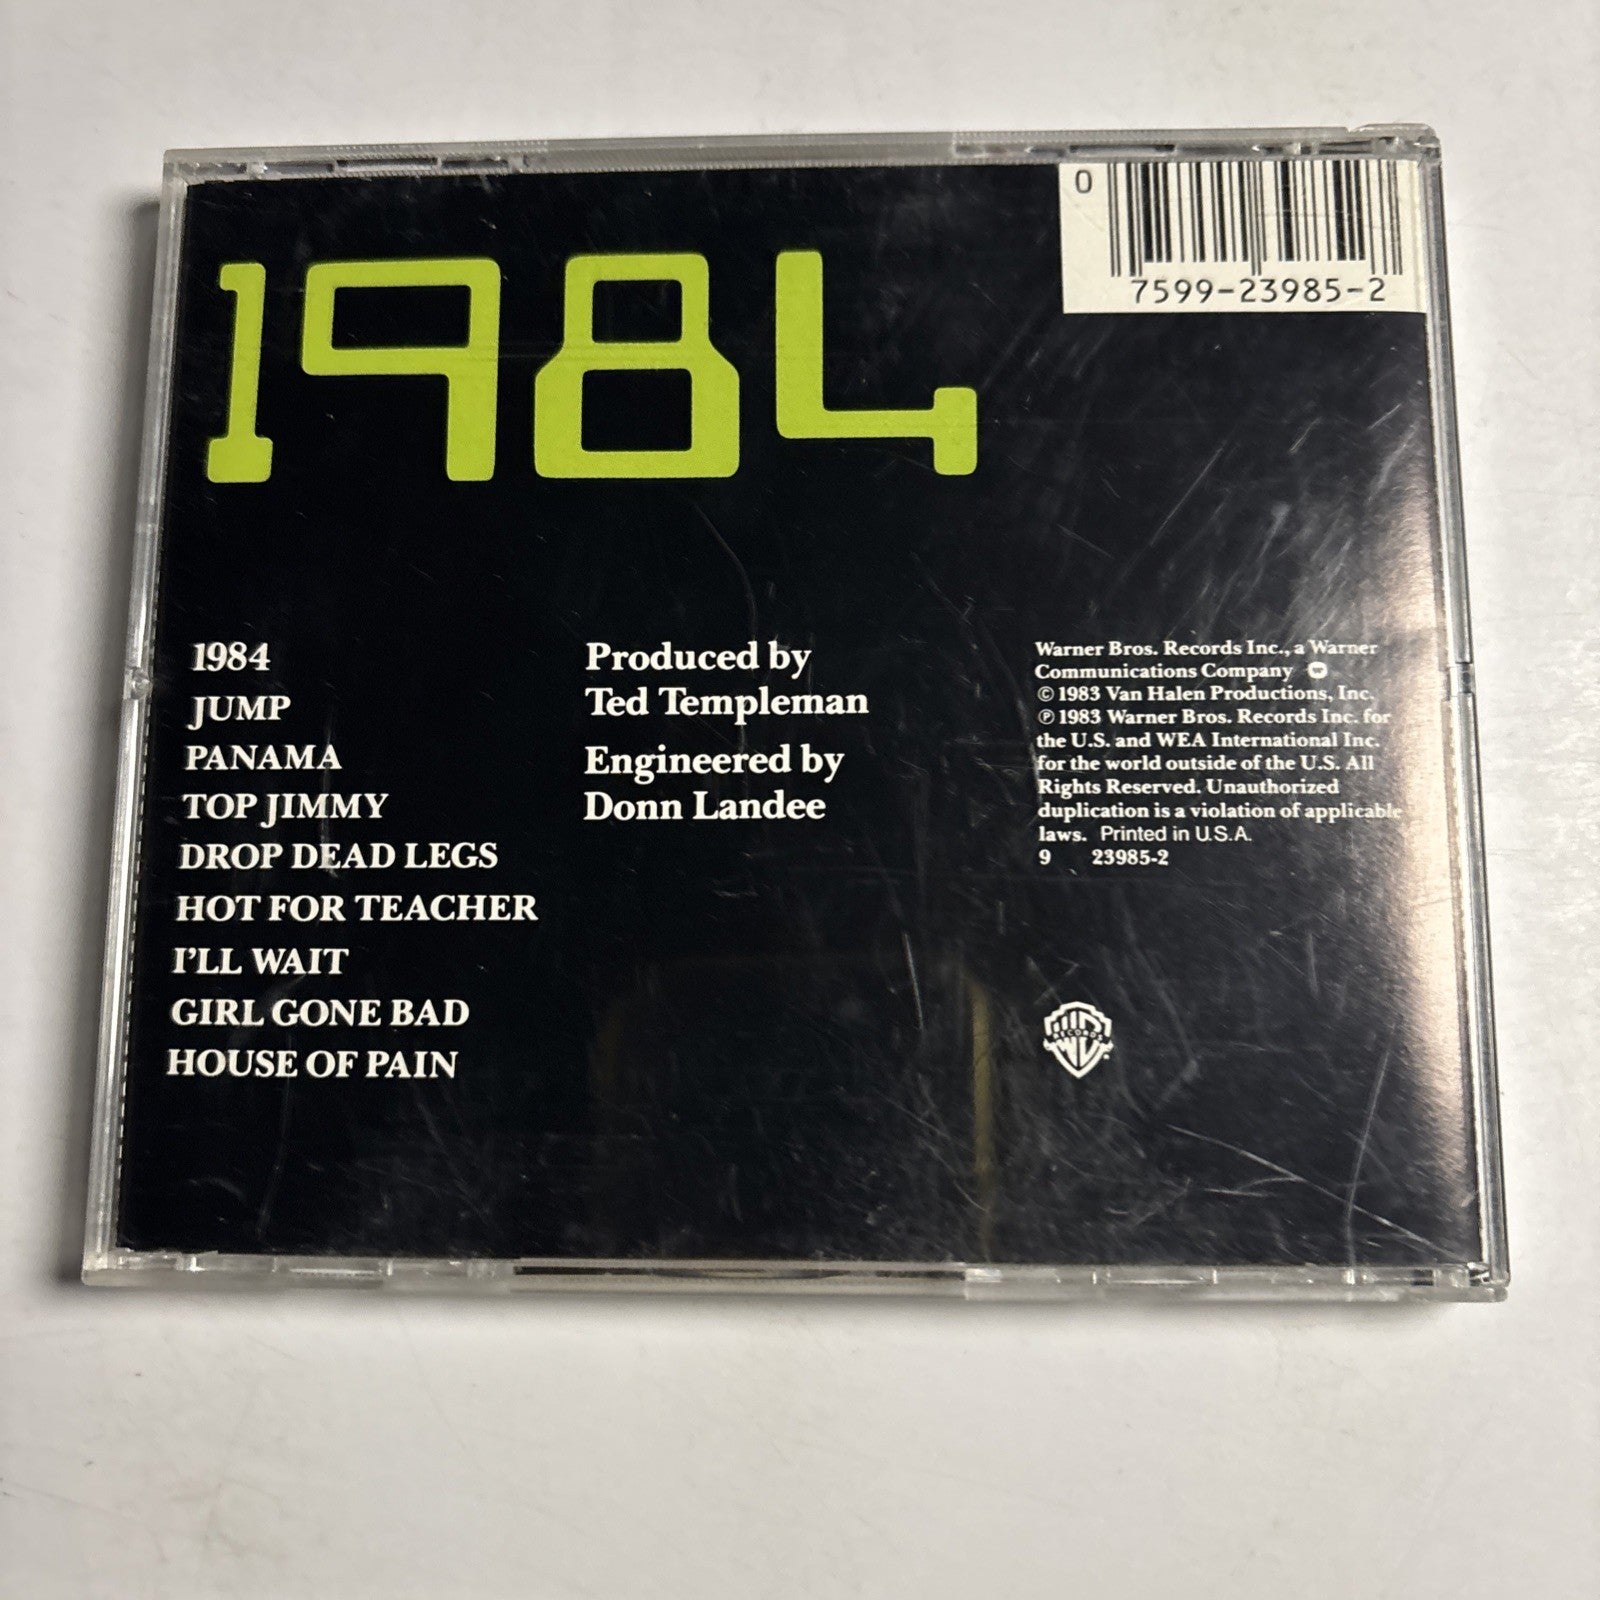 1984
0
7599-23985-2
1984
JUMP
PANAMA
TOP JIMMY
DROP DEAD LEGS
HOT FOR TEACHER
I'LL WAIT
GIRL GONE BAD
HOUSE OF PAIN
Produced by
Ted Templeman
Engineered by
Donn Landee
Warner Bros. Records Inc., a Warner
Communications Company
© 1983 Van Halen Productions, Inc.
℗ 1983 Warner Bros. Records Inc. for
the U.S. and WEA International Inc.
for the world outside of the U.S. All
Rights Reserved. Unauthorized
duplication is a violation of applicable
laws. Printed in U.S.A.
9 23985-2
WB
RECORDS